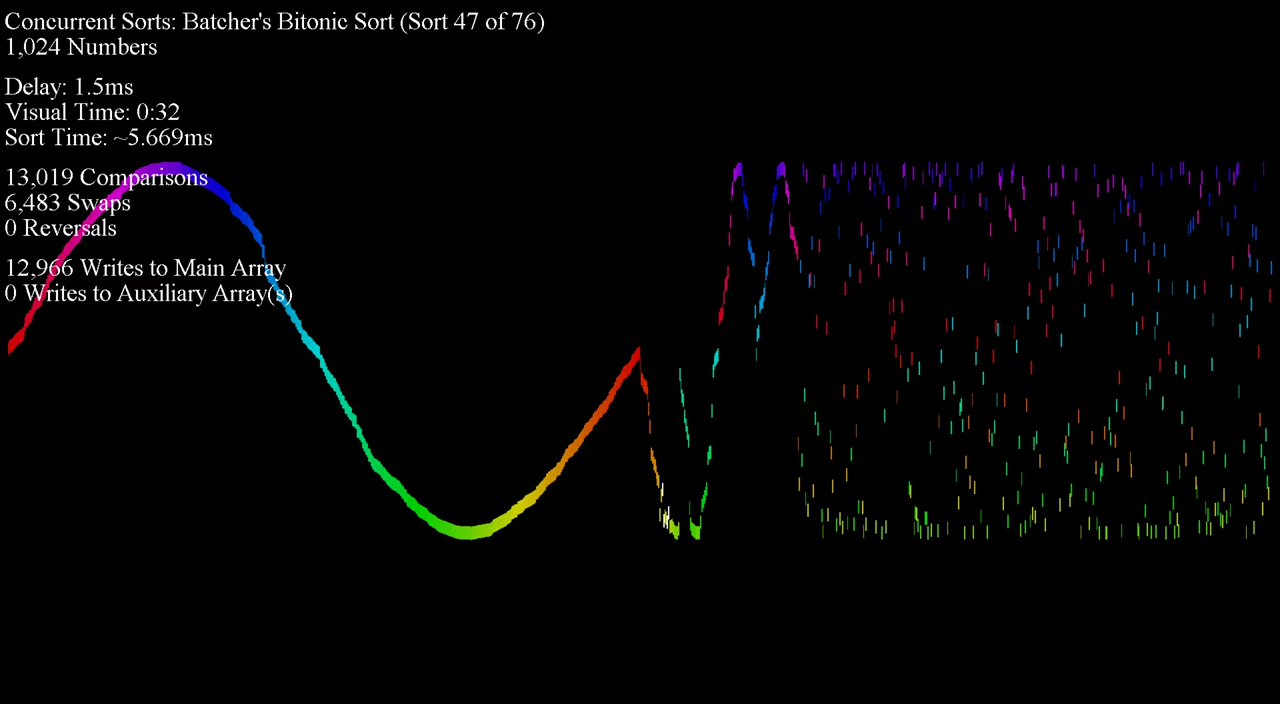 Concurrent Sorts: Batcher's Bitonic Sort (Sort 47 of 76)
1,024 Numbers
Delay: 1.5ms
Visual Time: 0:32
Sort Time: ~5.669ms
13,019 Comparisons
6,483 Swaps
0 Reversals
12,966 Writes to Main Array
0 Writes to Auxiliary Array(s)